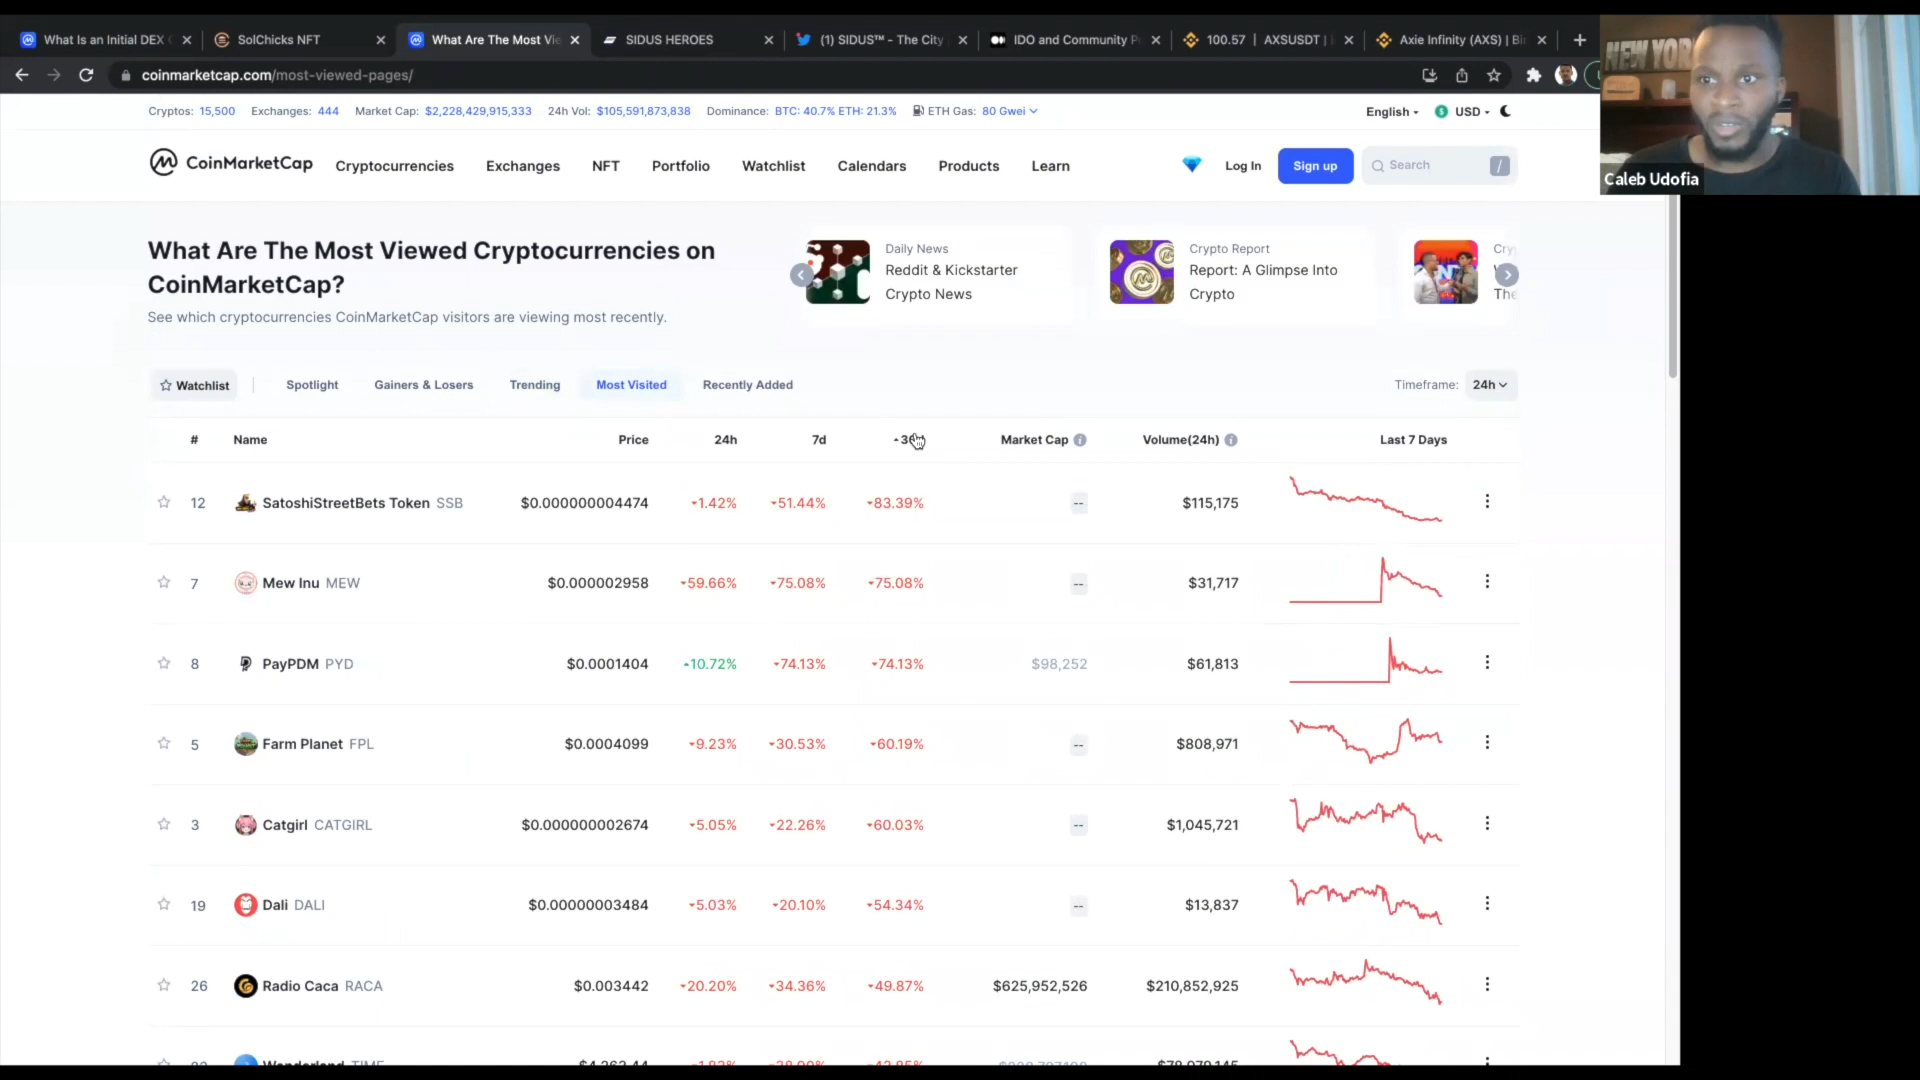 What Is an Initial DEX
SolChicks NFT
What Are The Most Vie
SIDUS HEROES
(1) SIDUS™ - The City
IDO and Community P
100.57 | AXSUSDT |
Axie Infinity (AXS) | Bi
coinmarketcap.com/most-viewed-pages/
NEW YOR
Caleb Udofia
Cryptos: 15,500 Exchanges: 444 Market Cap: $2,228,429,915,333 24h Vol: $105,591,873,838 Dominance: BTC: 40.7% ETH: 21.3% ETH Gas: 80 Gwei
English USD
CoinMarketCap Cryptocurrencies Exchanges NFT Portfolio Watchlist Calendars Products Learn Log In Sign up Search /
What Are The Most Viewed Cryptocurrencies on
CoinMarketCap?
See which cryptocurrencies CoinMarketCap visitors are viewing most recently.
Daily News
Reddit & Kickstarter
Crypto News
Crypto Report
Report: A Glimpse Into
Crypto
Cry
The
Watchlist Spotlight Gainers & Losers Trending Most Visited Recently Added Timeframe: 24h
# Name Price 24h 7d Market Cap Volume(24h) Last 7 Days
12 SatoshiStreetBets Token SSB $0.000000004474 1.42% 51.44% 83.39% -- $115,175
7 Mew Inu MEW $0.000002958 59.66% 75.08% 75.08% -- $31,717
8 PayPDM PYD $0.0001404 10.72% 74.13% 74.13% $98,252 $61,813
5 Farm Planet FPL $0.0004099 9.23% 30.53% 60.19% -- $808,971
3 Catgirl CATGIRL $0.000000002674 5.05% 22.26% 60.03% -- $1,045,721
19 Dali DALI $0.00000003484 5.03% 20.10% 54.34% -- $13,837
26 Radio Caca RACA $0.003442 20.20% 34.36% 49.87% $625,952,526 $210,852,925
Wonderland TIME